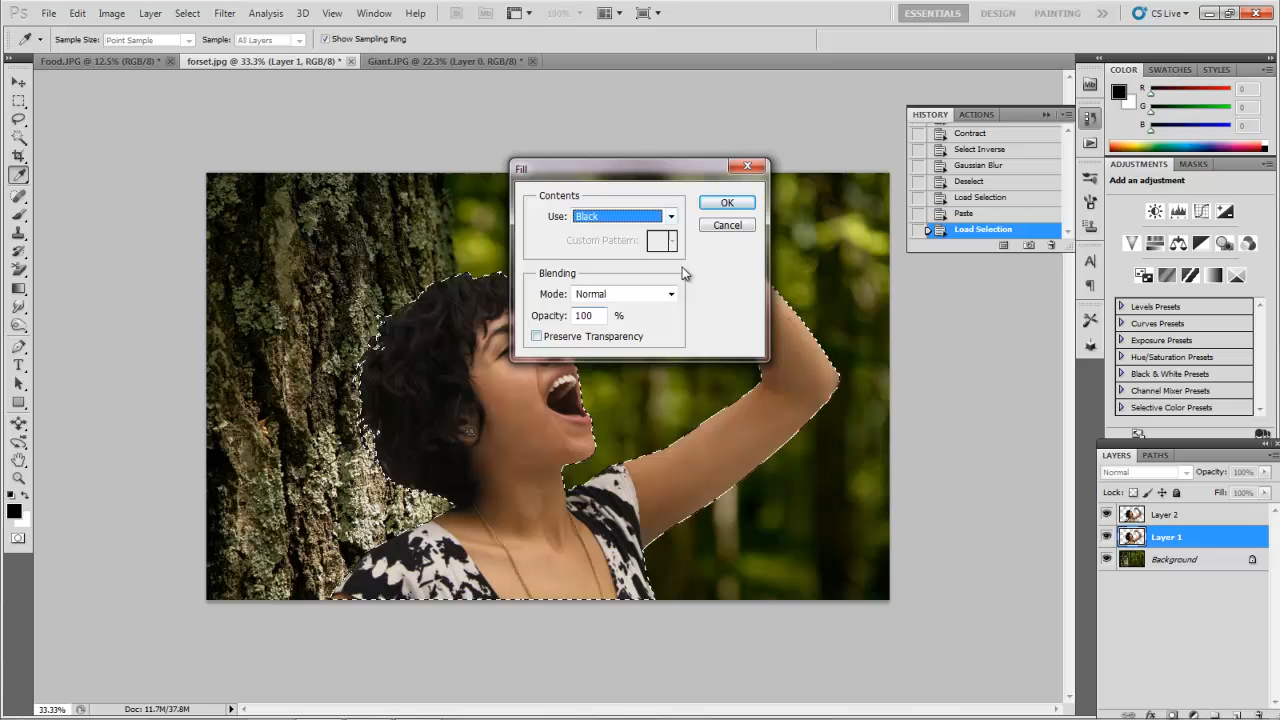 PS File Edit Image Layer Select Filter Analysis 3D View Window Help Br Mb 100% ESSENTIALS DESIGN PAINTING CS Live
Sample Size: Point Sample Sample: All Layers Show Sampling Ring
Food.JPG @ 12.5% (RGB/8) * forset.jpg @ 33.3% (Layer 1, RGB/8) * Giant.JPG @ 22.3% (Layer 0, RGB/8) *
COLOR SWATCHES STYLES
R 0
G 0
B 0
Mb
HISTORY ACTIONS
Contract
Select Inverse
Gaussian Blur
Deselect
Load Selection
Paste
Load Selection
ADJUSTMENTS MASKS
Add an adjustment
Levels Presets
Curves Presets
Exposure Presets
Hue/Saturation Presets
Black & White Presets
Channel Mixer Presets
Selective Color Presets
Fill
Contents
Use: Black
Custom Pattern:
OK
Cancel
Blending
Mode: Normal
Opacity: 100 %
Preserve Transparency
LAYERS PATHS
Normal Opacity: 100%
Lock: Fill: 100%
Layer 2
Layer 1
Background
33.33% Doc: 11.7M/37.8M